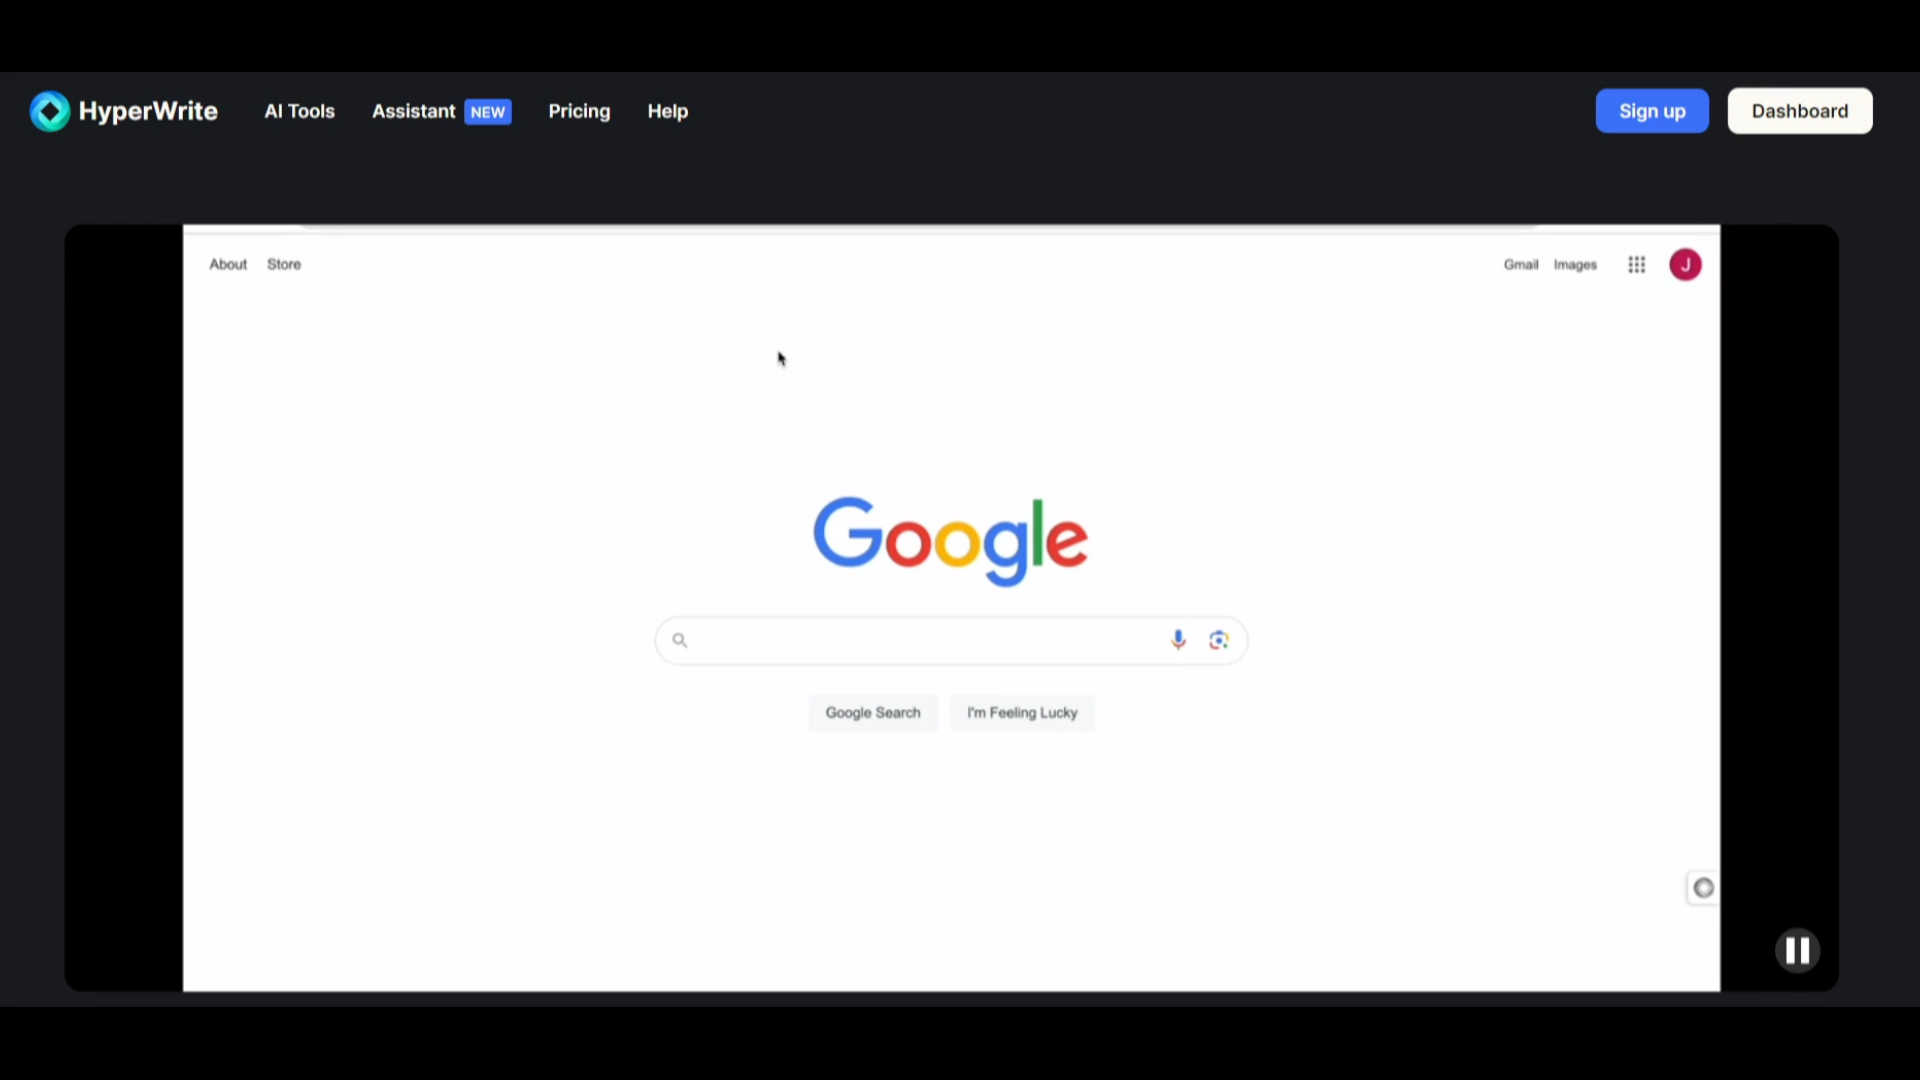 HyperWrite AI Tools Assistant NEW Pricing Help Sign up Dashboard
About Store Gmail Images J
Google
Google Search I'm Feeling Lucky